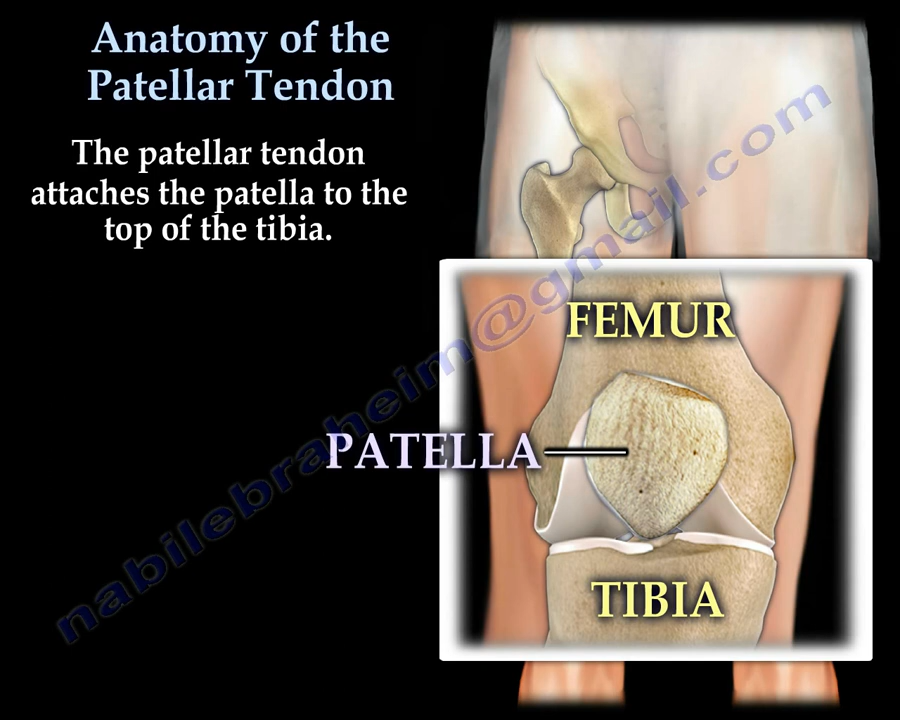 Anatomy of the
Patellar Tendon
The patellar tendon
attaches the patella to the
top of the tibia.
FEMUR
PATELLA
TIBIA
nabilebraheim@gmail.com